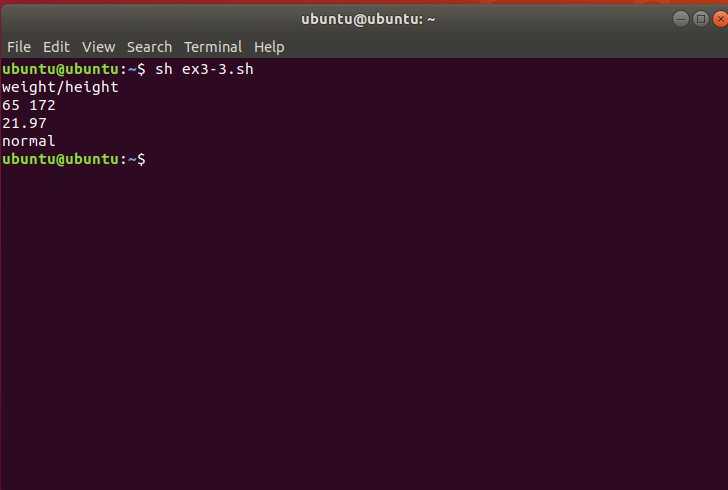 ubuntu@ubuntu: ~
File Edit View Search Terminal Help
ubuntu@ubuntu:~$ sh ex3-3.sh
weight/height
65 172
21.97
normal
ubuntu@ubuntu:~$